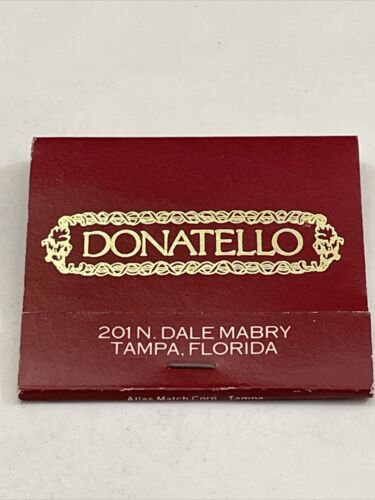 DONATELLO
201 N. DALE MABRY
TAMPA, FLORIDA
Atlas Match Corp., Tampa